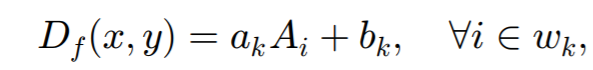 D_f(x, y) = a_k A_i + b_k, ∀i ∈ w_k,